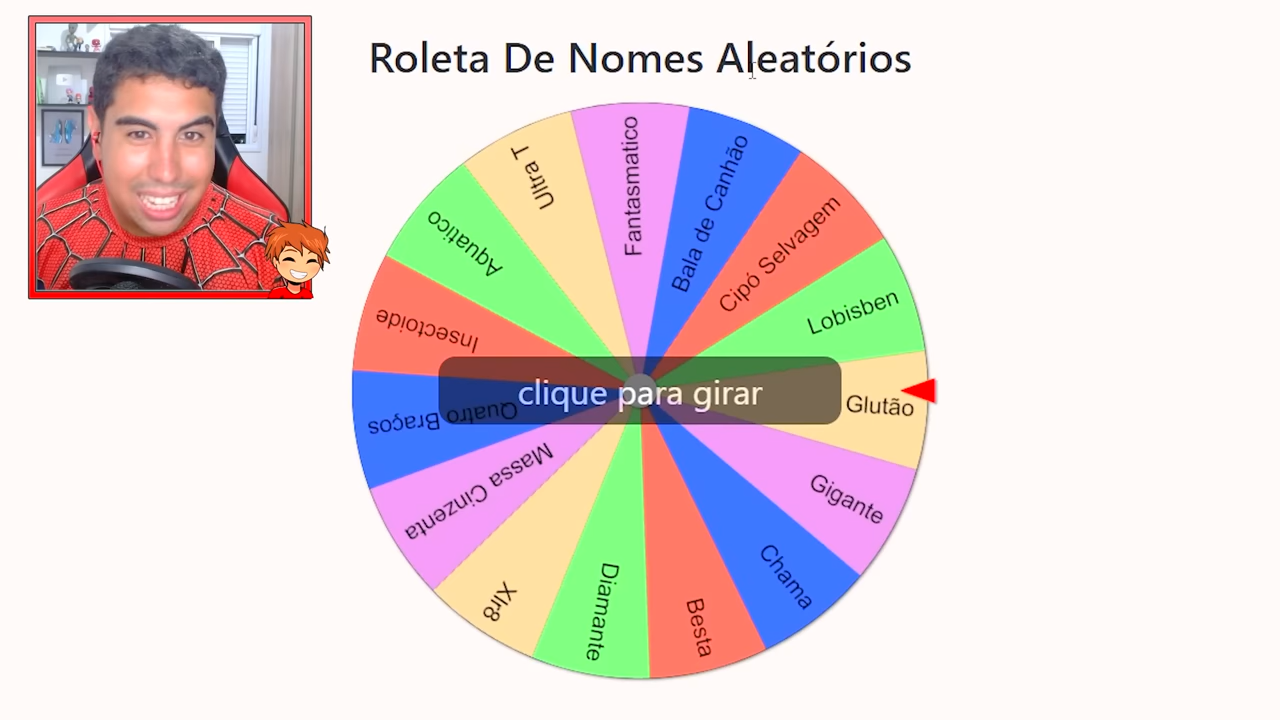 Roleta De Nomes Aleatórios
Fantasmatico
Bala de Canhão
Cipó Selvagem
Lobisben
Glutão
Gigante
Chama
Besta
Diamante
Xlr8
Massa Cinzenta
Quatro Braços
Insectoide
Aquatico
Ultra T
clique para girar